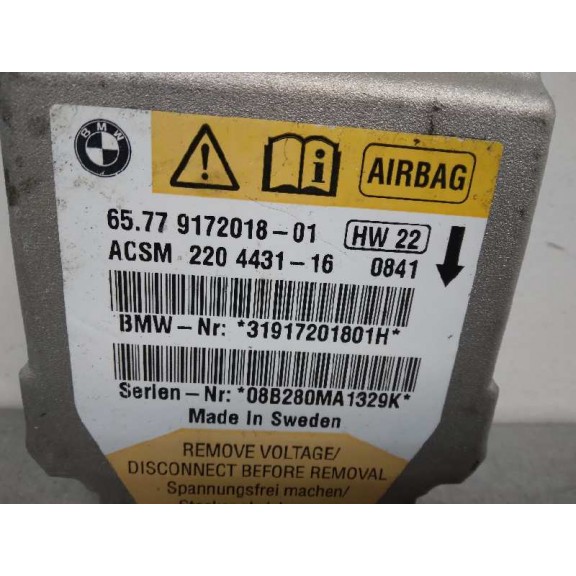 BMW
AIRBAG
65.77 9172018-01 HW 22
ACSM 220 4431-16 0841
BMW-Nr: *31917201801H*
Serien-Nr: *08B280MA1329K*
Made in Sweden
REMOVE VOLTAGE/
DISCONNECT BEFORE REMOVAL
Spannungsfrei machen/